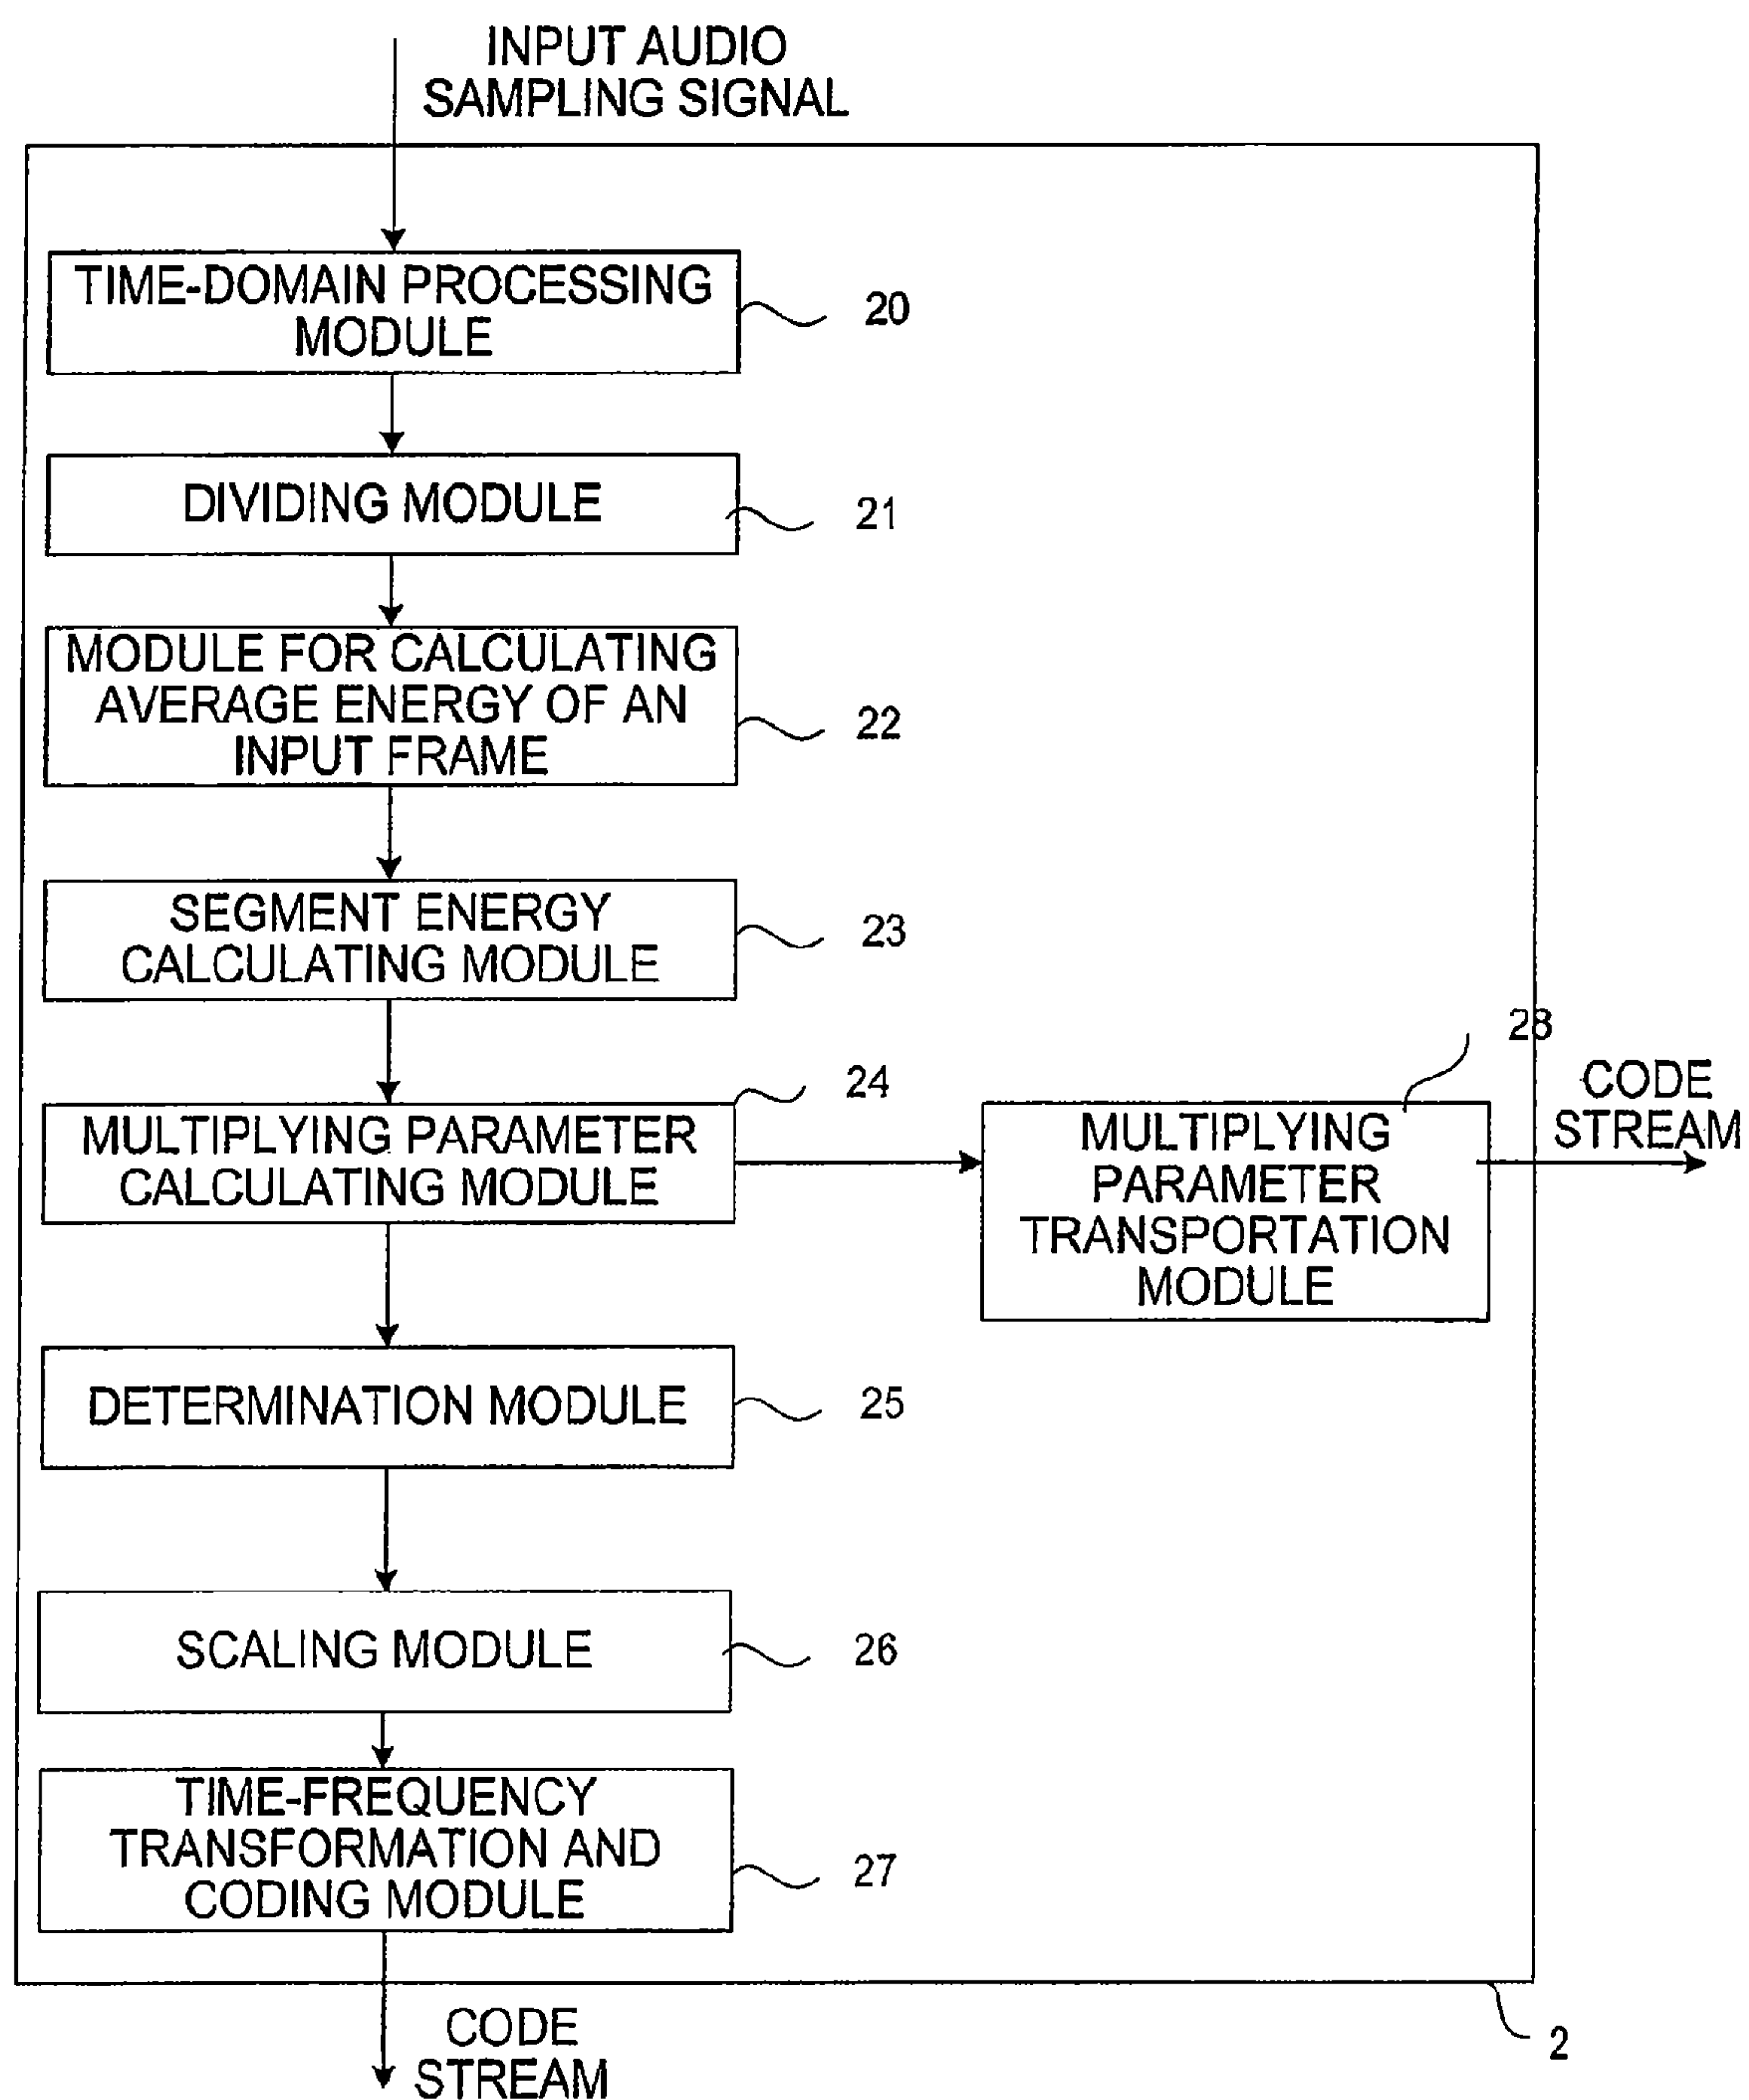 INPUT AUDIO
SAMPLING SIGNAL
TIME-DOMAIN PROCESSING
MODULE
20
DIVIDING MODULE
21
MODULE FOR CALCULATING
AVERAGE ENERGY OF AN
INPUT FRAME
22
SEGMENT ENERGY
CALCULATING MODULE
23
MULTIPLYING PARAMETER
CALCULATING MODULE
24
MULTIPLYING
PARAMETER
TRANSPORTATION
MODULE
28
CODE
STREAM
DETERMINATION MODULE
25
SCALING MODULE
26
TIME-FREQUENCY
TRANSFORMATION AND
CODING MODULE
27
CODE
STREAM
2